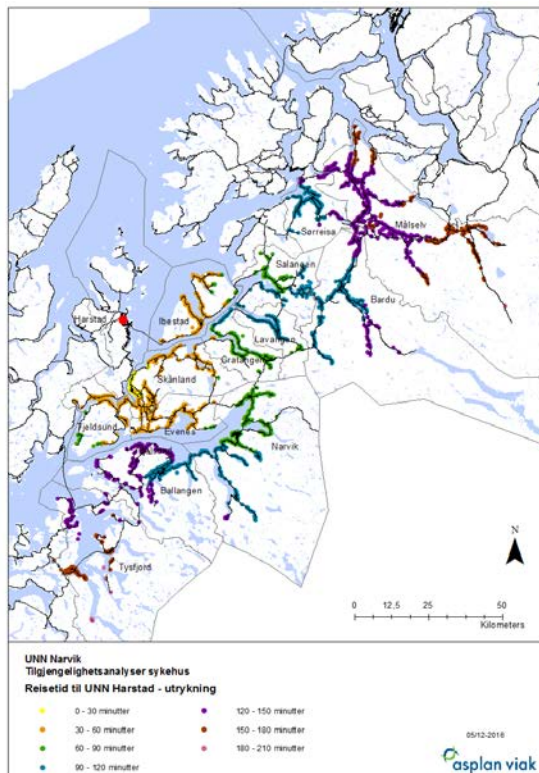 Målselv
Sørreisa
Salangen
Bardu
Harstad
Ibestad
Lavangen
Gratangen
Skånland
Tjeldsund
Evenes
Narvik
Ballangen
Tysfjord
N
0 12,5 25 50
Kilometers
UNN Narvik
Tilgjengelighetsanalyser sykehus
Reisetid til UNN Harstad - utrykning
0 - 30 minutter
30 - 60 minutter
60 - 90 minutter
90 - 120 minutter
120 - 150 minutter
150 - 180 minutter
180 - 210 minutter
05/12-2016
asplan viak